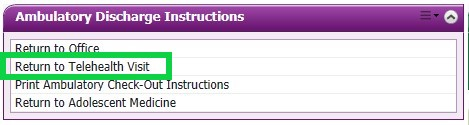 Ambulatory Discharge Instructions
Return to Office
Return to Telehealth Visit
Print Ambulatory Check-Out Instructions
Return to Adolescent Medicine